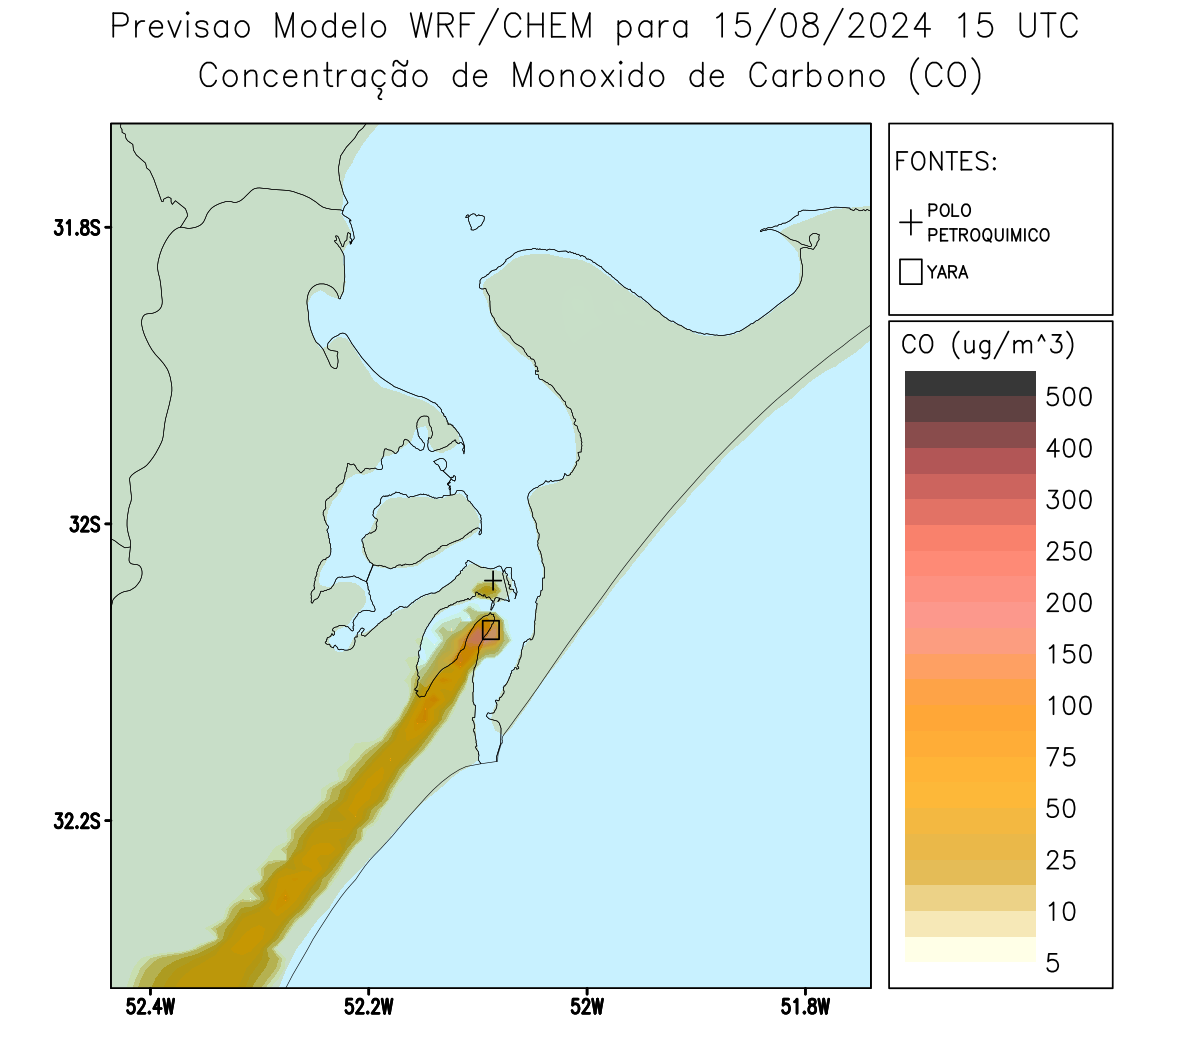 Previsao Modelo WRF/CHEM para 15/08/2024 15 UTC
Concentração de Monoxido de Carbono (CO)
FONTES:
POLO
PETROQUIMICO
YARA
31.8S
32S
32.2S
52.4W
52.2W
52W
51.8W
CO (ug/m^3)
500
400
300
250
200
150
100
75
50
25
10
5